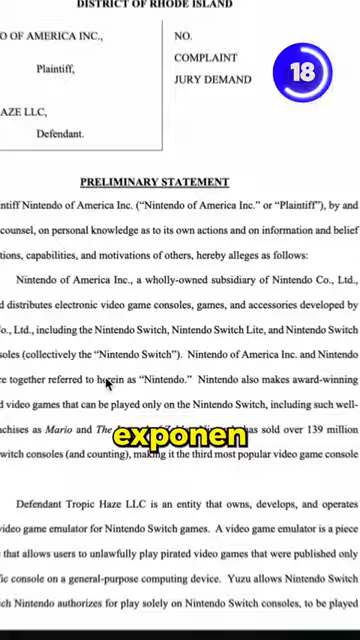 DISTRICT OF RHODE ISLAND
O OF AMERICA INC.,
NO.
Plaintiff,
COMPLAINT
JURY DEMAND
18
AZE LLC,
Defendant.
PRELIMINARY STATEMENT
ntiff Nintendo of America Inc. (“Nintendo of America Inc.” or “Plaintiff”), by and
counsel, on personal knowledge as to its own actions and on information and belief
tions, capabilities, and motivations of others, hereby alleges as follows:
Nintendo of America Inc., a wholly-owned subsidiary of Nintendo Co., Ltd.,
d distributes electronic video game consoles, games, and accessories developed by
Co., Ltd., including the Nintendo Switch, Nintendo Switch Lite, and Nintendo Switch
soles (collectively the “Nintendo Switch”). Nintendo of America Inc. and Nintendo
re together referred to herein as “Nintendo.” Nintendo also makes award-winning
d video games that can be played only on the Nintendo Switch, including such well-
nchises as Mario and The
has sold over 139 million
exponen
witch consoles (and counting), making it the third most popular video game console
Defendant Tropic Haze LLC is an entity that owns, develops, and operates
video game emulator for Nintendo Switch games. A video game emulator is a piece
that allows users to unlawfully play pirated video games that were published only
fic console on a general-purpose computing device. Yuzu allows Nintendo Switch
ch Nintendo authorizes for play solely on Nintendo Switch consoles, to be played